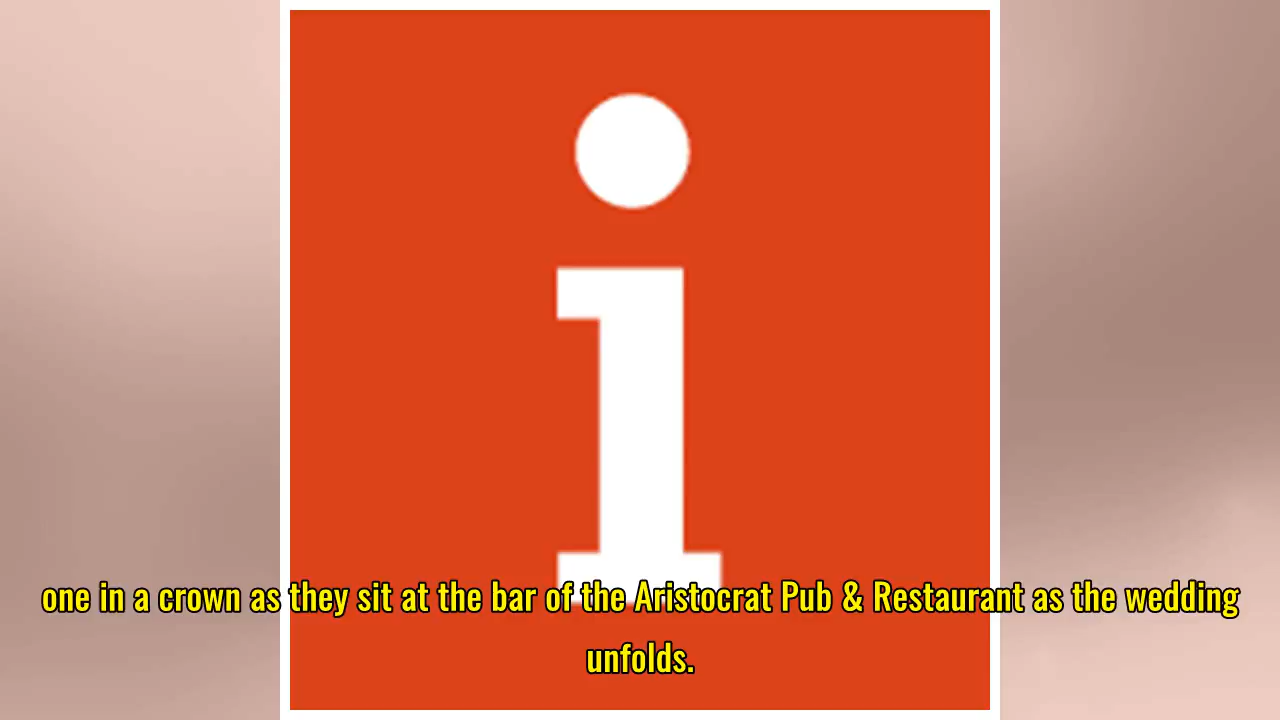 i
one in a crown as they sit at the bar of the Aristocrat Pub & Restaurant as the wedding
unfolds.